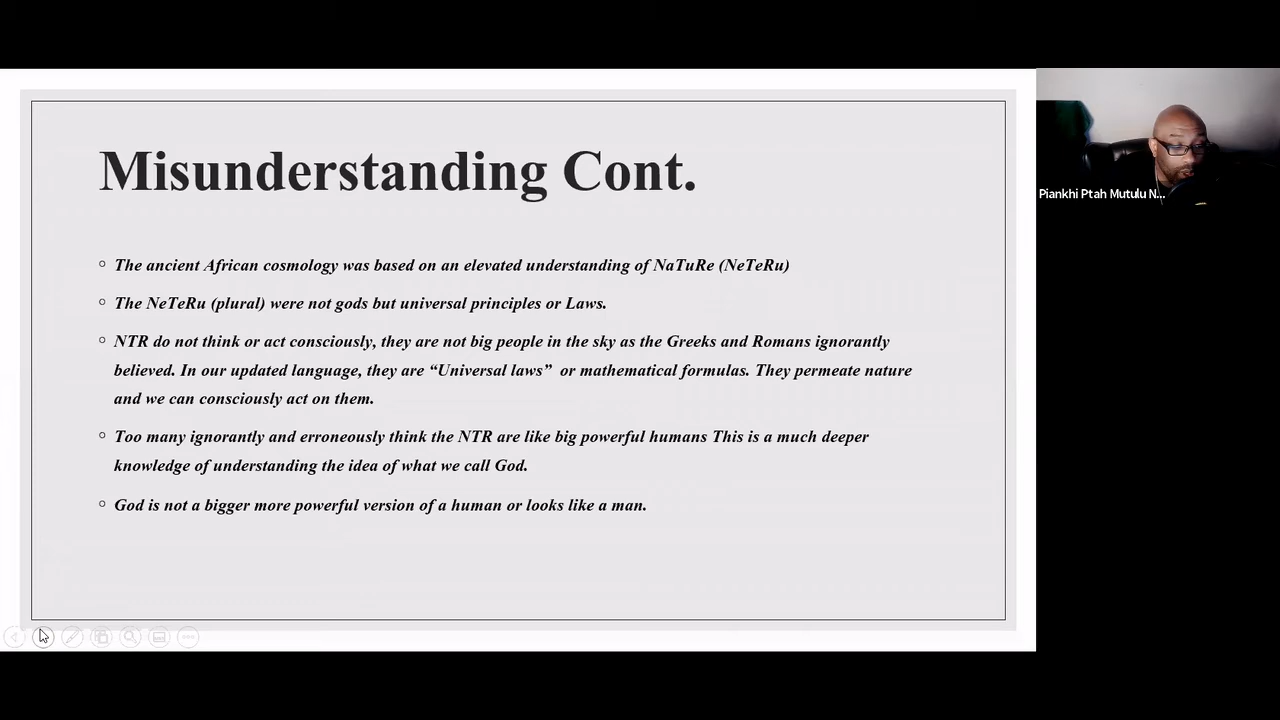 Misunderstanding Cont.
The ancient African cosmology was based on an elevated understanding of NaTuRe (NeTeRu)
The NeTeRu (plural) were not gods but universal principles or Laws.
NTR do not think or act consciously, they are not big people in the sky as the Greeks and Romans ignorantly
believed. In our updated language, they are “Universal laws” or mathematical formulas. They permeate nature
and we can consciously act on them.
Too many ignorantly and erroneously think the NTR are like big powerful humans This is a much deeper
knowledge of understanding the idea of what we call God.
God is not a bigger more powerful version of a human or looks like a man.
Piankhi Ptah Mutulu N...